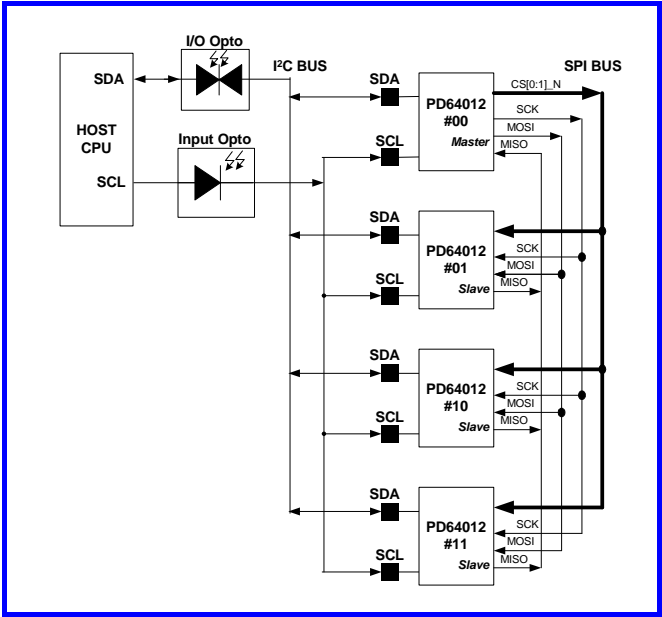 I/O Opto
I²C BUS
SPI BUS
SDA
HOST
CPU
SCL
Input Opto
SDA
SCL
PD64012
#00
Master
CS[0:1]_N
SCK
MOSI
MISO
SDA
SCL
PD64012
#01
Slave
SCK
MOSI
MISO
SDA
SCL
PD64012
#10
Slave
SCK
MOSI
MISO
SDA
SCL
PD64012
#11
Slave
SCK
MOSI
MISO